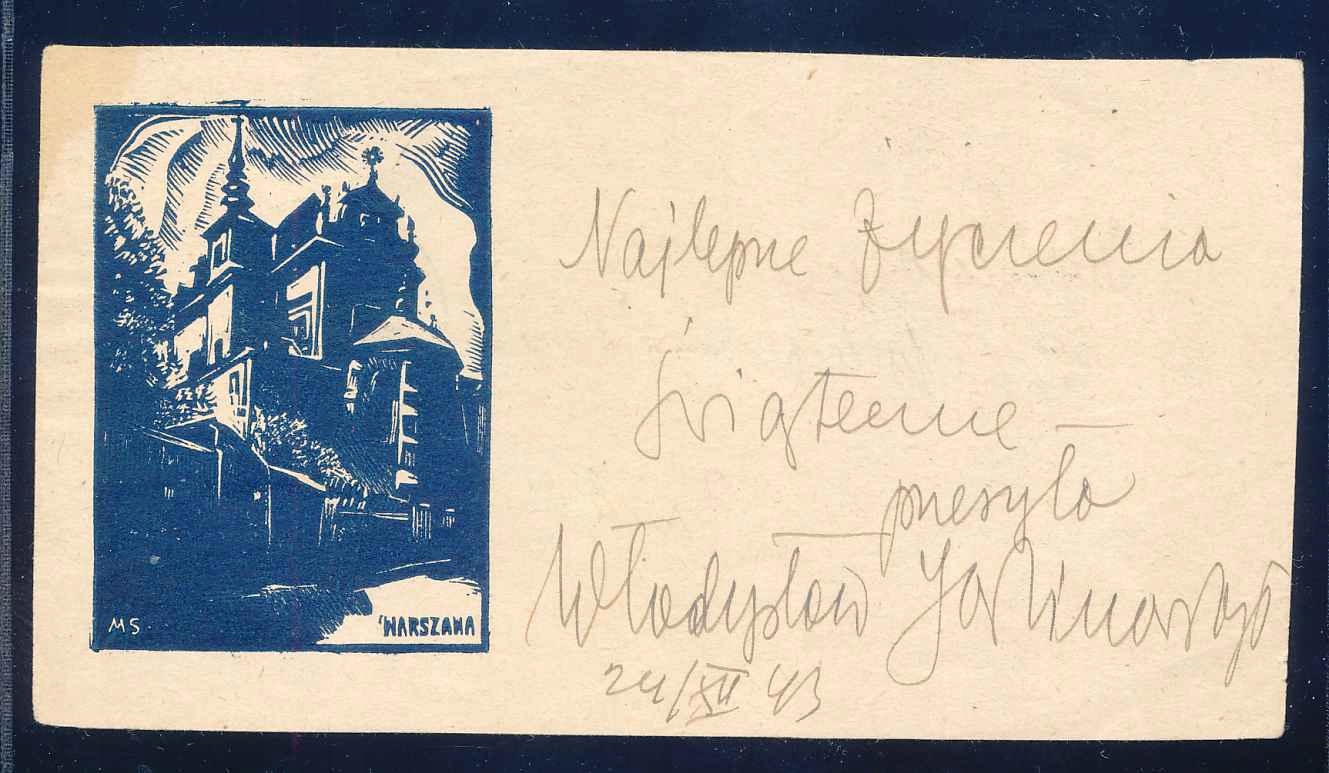 MS
WARSZAWA
Najlepsze Życzenia
świąteczne —
przesyła
Władysław
24/XII 43